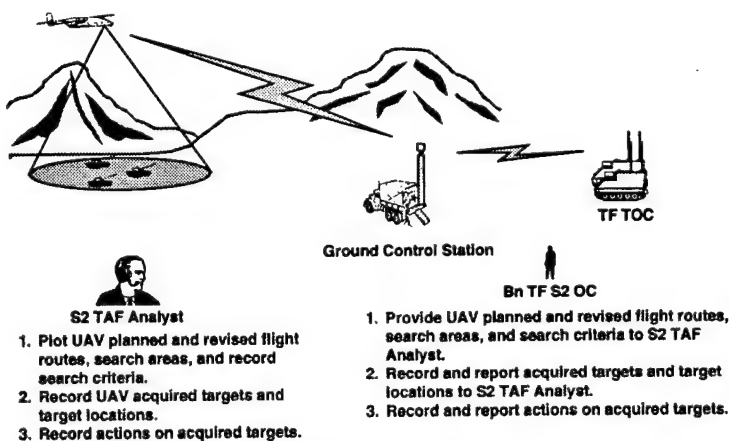 TF TOC
Ground Control Station
S2 TAF Analyst
1. Plot UAV planned and revised flight
routes, search areas, and record
search criteria.
2. Record UAV acquired targets and
target locations.
3. Record actions on acquired targets.
Bn TF S2 OC
1. Provide UAV planned and revised flight routes,
search areas, and search criteria to S2 TAF
Analyst.
2. Record and report acquired targets and target
locations to S2 TAF Analyst.
3. Record and report actions on acquired targets.